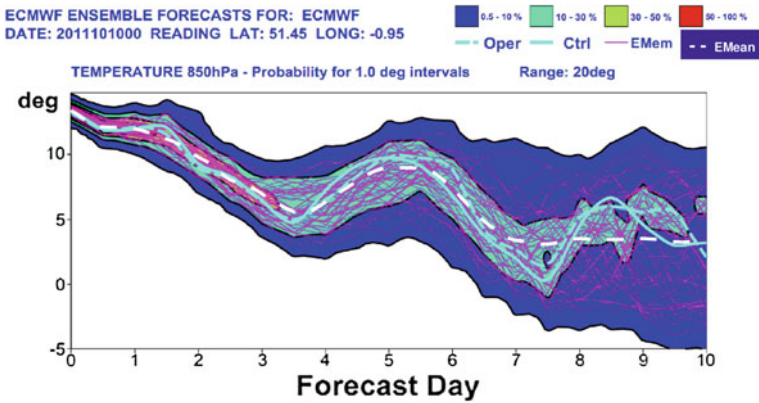 ECMWF ENSEMBLE FORECASTS FOR: ECMWF
DATE: 2011101000 READING LAT: 51.45 LONG: -0.95
0.5 - 10 % 10 - 30 % 30 - 50 % 50 - 100 %
Oper Ctrl EMem EMean
TEMPERATURE 850hPa - Probability for 1.0 deg intervals Range: 20deg
deg
10
5
0
-5
0 1 2 3 4 5 6 7 8 9 10
Forecast Day